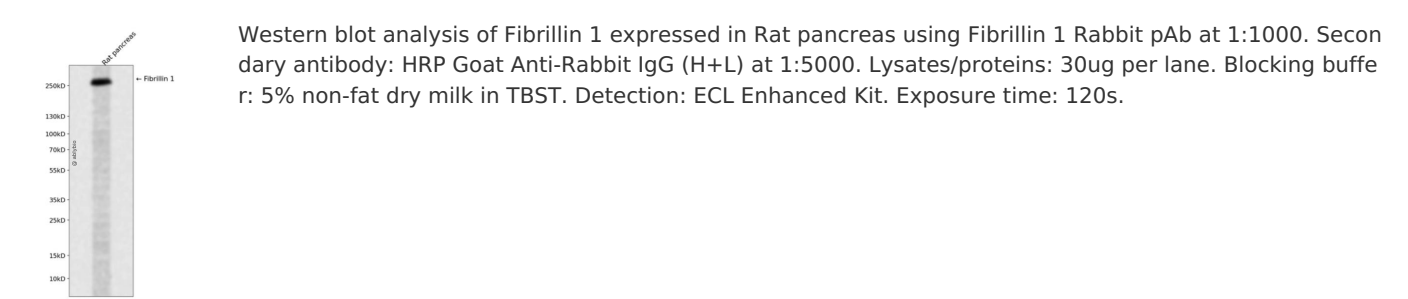 Rat pancreas
Western blot analysis of Fibrillin 1 expressed in Rat pancreas using Fibrillin 1 Rabbit pAb at 1:1000. Secon
dary antibody: HRP Goat Anti-Rabbit IgG (H+L) at 1:5000. Lysates/proteins: 30ug per lane. Blocking buffe
r: 5% non-fat dry milk in TBST. Detection: ECL Enhanced Kit. Exposure time: 120s.
← Fibrillin 1
250kD
130kD
100kD
70kD
@ ablybio
55kD
35kD
25kD
15kD
10kD